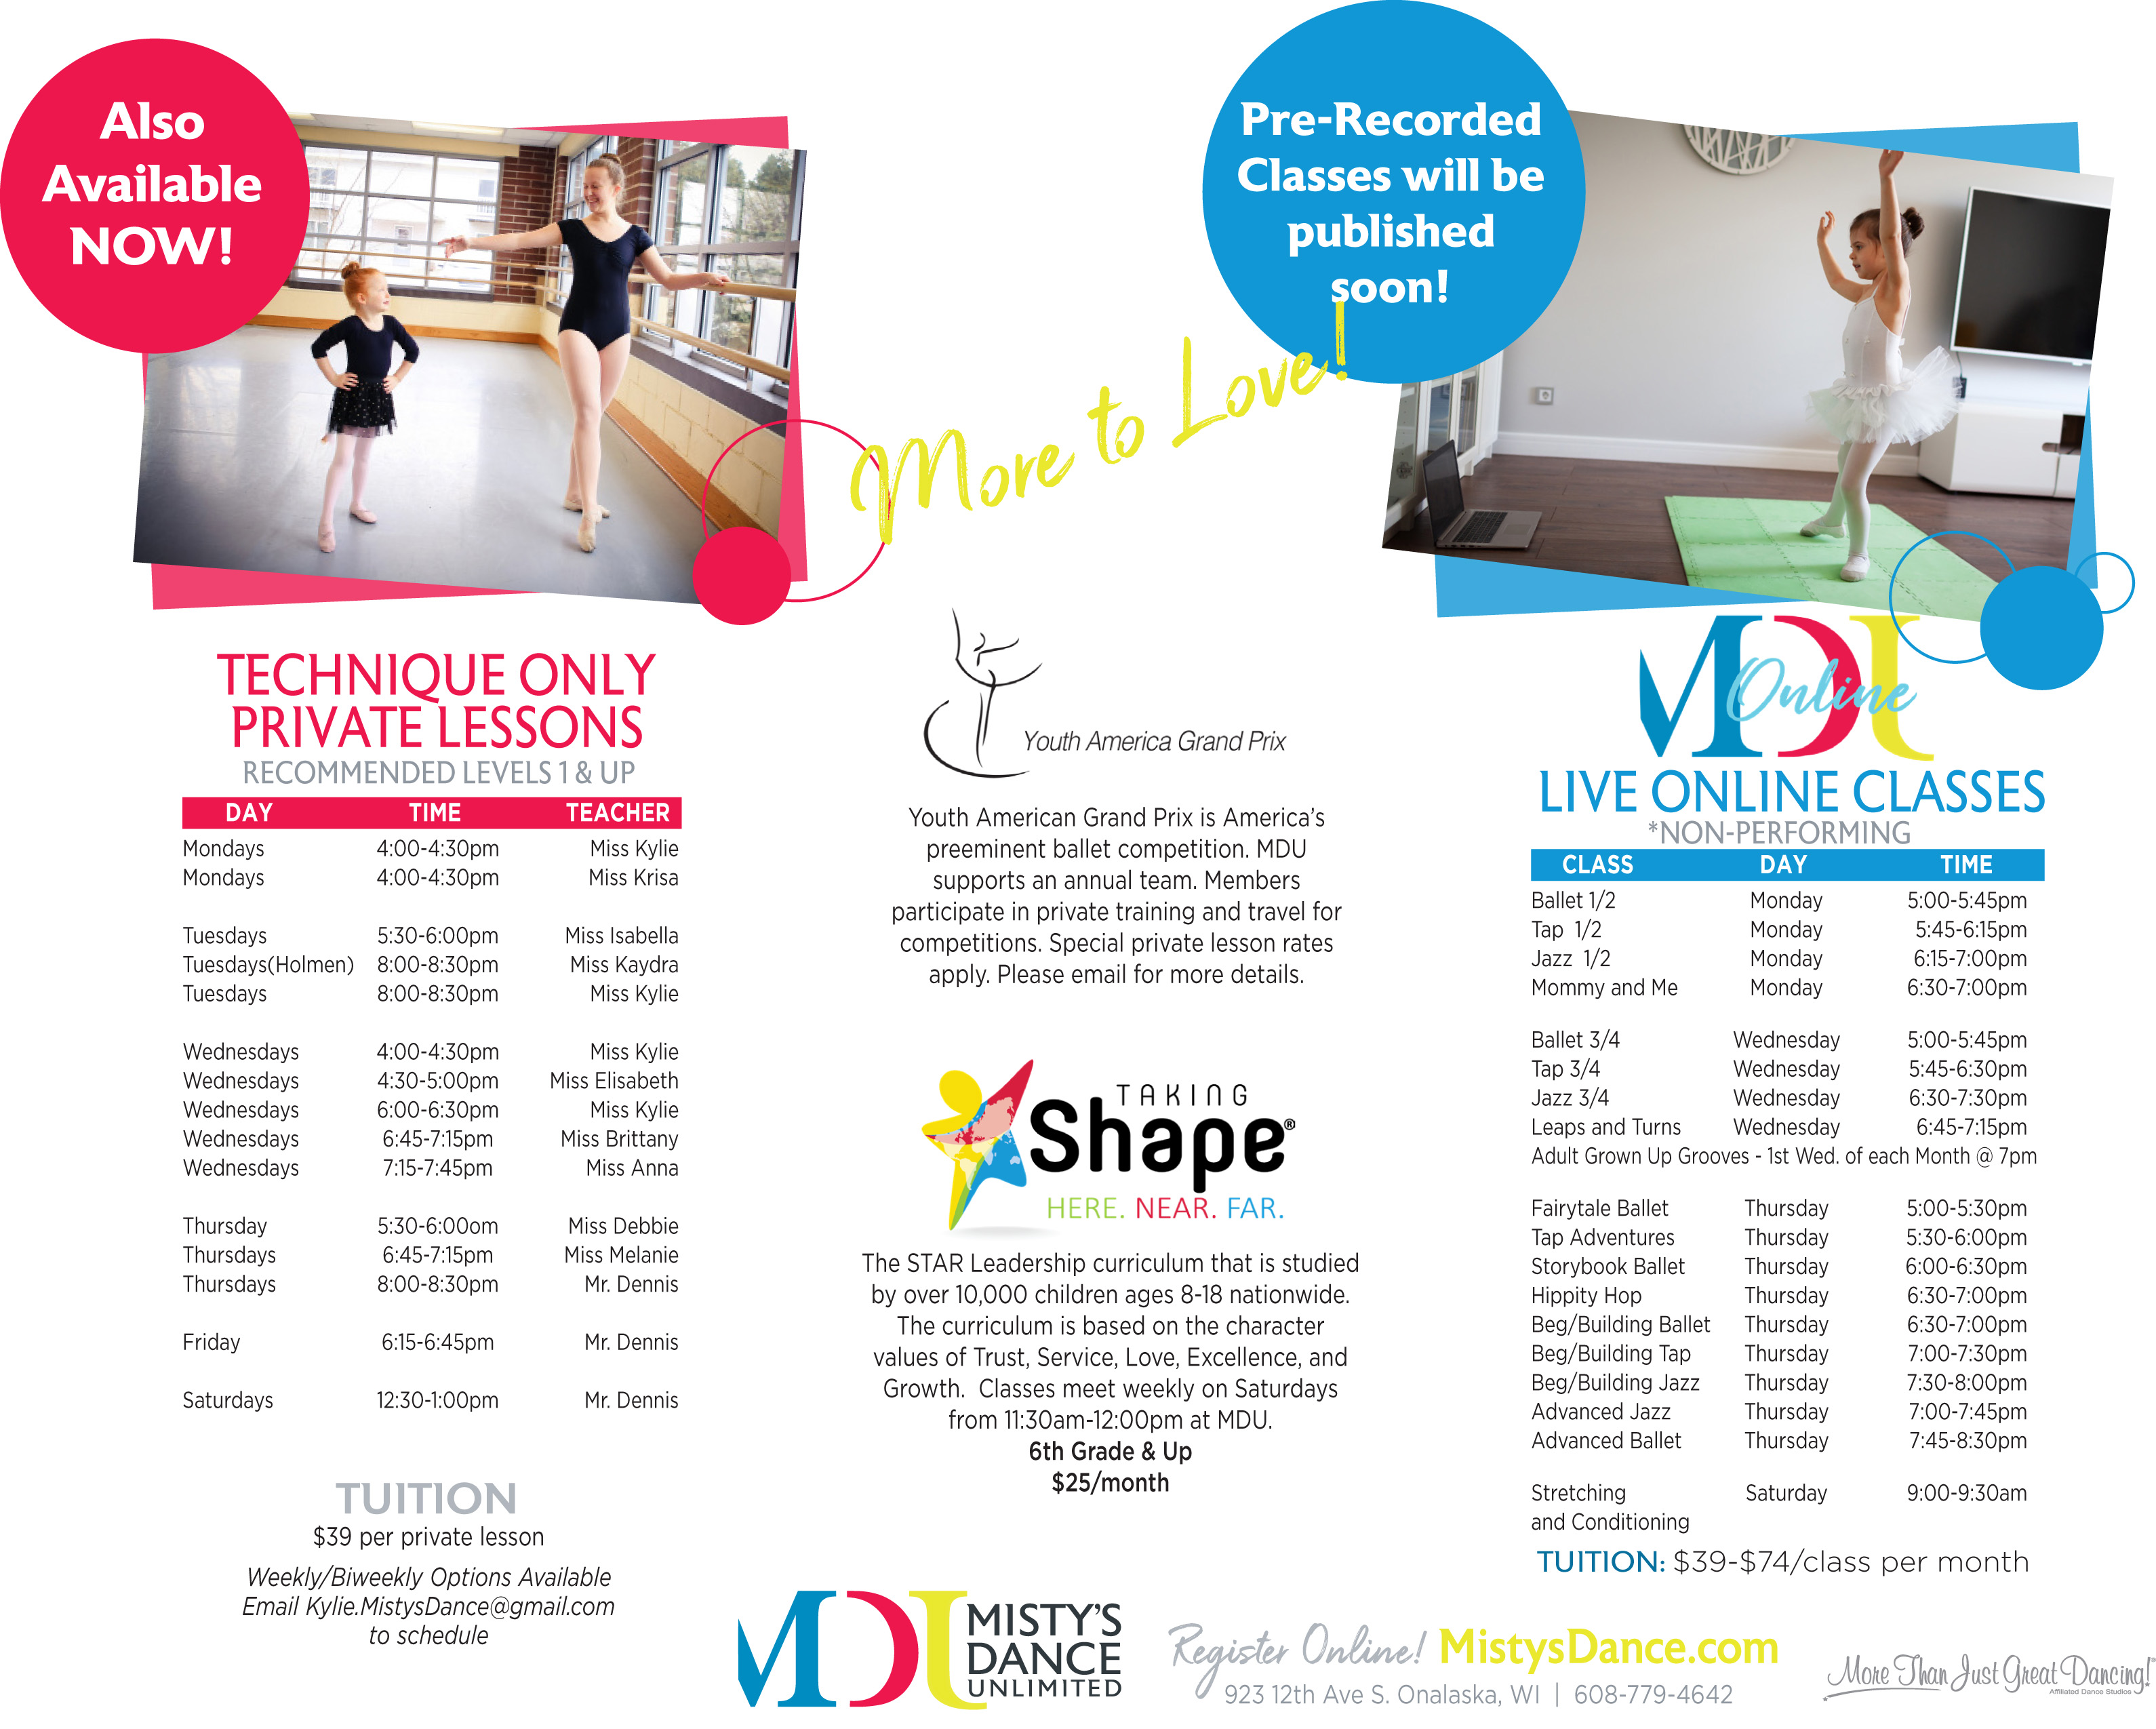 Also
Available
NOW!
Pre-Recorded
Classes will be
published
soon!
More to Love!
TECHNIQUE ONLY
PRIVATE LESSONS
RECOMMENDED LEVELS 1 & UP
DAY TIME TEACHER
Mondays 4:00-4:30pm Miss Kylie
Mondays 4:00-4:30pm Miss Krisa
Tuesdays 5:30-6:00pm Miss Isabella
Tuesdays(Holmen) 8:00-8:30pm Miss Kaydra
Tuesdays 8:00-8:30pm Miss Kylie
Wednesdays 4:00-4:30pm Miss Kylie
Wednesdays 4:30-5:00pm Miss Elisabeth
Wednesdays 6:00-6:30pm Miss Kylie
Wednesdays 6:45-7:15pm Miss Brittany
Wednesdays 7:15-7:45pm Miss Anna
Thursday 5:30-6:00om Miss Debbie
Thursdays 6:45-7:15pm Miss Melanie
Thursdays 8:00-8:30pm Mr. Dennis
Friday 6:15-6:45pm Mr. Dennis
Saturdays 12:30-1:00pm Mr. Dennis
TUITION
$39 per private lesson
Weekly/Biweekly Options Available
Email Kylie.MistysDance@gmail.com
to schedule
Youth America Grand Prix
Youth American Grand Prix is America's
preeminent ballet competition. MDU
supports an annual team. Members
participate in private training and travel for
competitions. Special private lesson rates
apply. Please email for more details.
TAKING
Shape®
HERE. NEAR. FAR.
The STAR Leadership curriculum that is studied
by over 10,000 children ages 8-18 nationwide.
The curriculum is based on the character
values of Trust, Service, Love, Excellence, and
Growth. Classes meet weekly on Saturdays
from 11:30am-12:00pm at MDU.
6th Grade & Up
$25/month
MDU
Online
LIVE ONLINE CLASSES
*NON-PERFORMING
CLASS DAY TIME
Ballet 1/2 Monday 5:00-5:45pm
Tap 1/2 Monday 5:45-6:15pm
Jazz 1/2 Monday 6:15-7:00pm
Mommy and Me Monday 6:30-7:00pm
Ballet 3/4 Wednesday 5:00-5:45pm
Tap 3/4 Wednesday 5:45-6:30pm
Jazz 3/4 Wednesday 6:30-7:30pm
Leaps and Turns Wednesday 6:45-7:15pm
Adult Grown Up Grooves - 1st Wed. of each Month @ 7pm
Fairytale Ballet Thursday 5:00-5:30pm
Tap Adventures Thursday 5:30-6:00pm
Storybook Ballet Thursday 6:00-6:30pm
Hippity Hop Thursday 6:30-7:00pm
Beg/Building Ballet Thursday 6:30-7:00pm
Beg/Building Tap Thursday 7:00-7:30pm
Beg/Building Jazz Thursday 7:30-8:00pm
Advanced Jazz Thursday 7:00-7:45pm
Advanced Ballet Thursday 7:45-8:30pm
Stretching Saturday 9:00-9:30am
and Conditioning
TUITION: $39-$74/class per month
MDU
MISTY'S
DANCE
UNLIMITED
Register Online! MistysDance.com
923 12th Ave S. Onalaska, WI | 608-779-4642
More Than Just Great Dancing!®
Affiliated Dance Studios